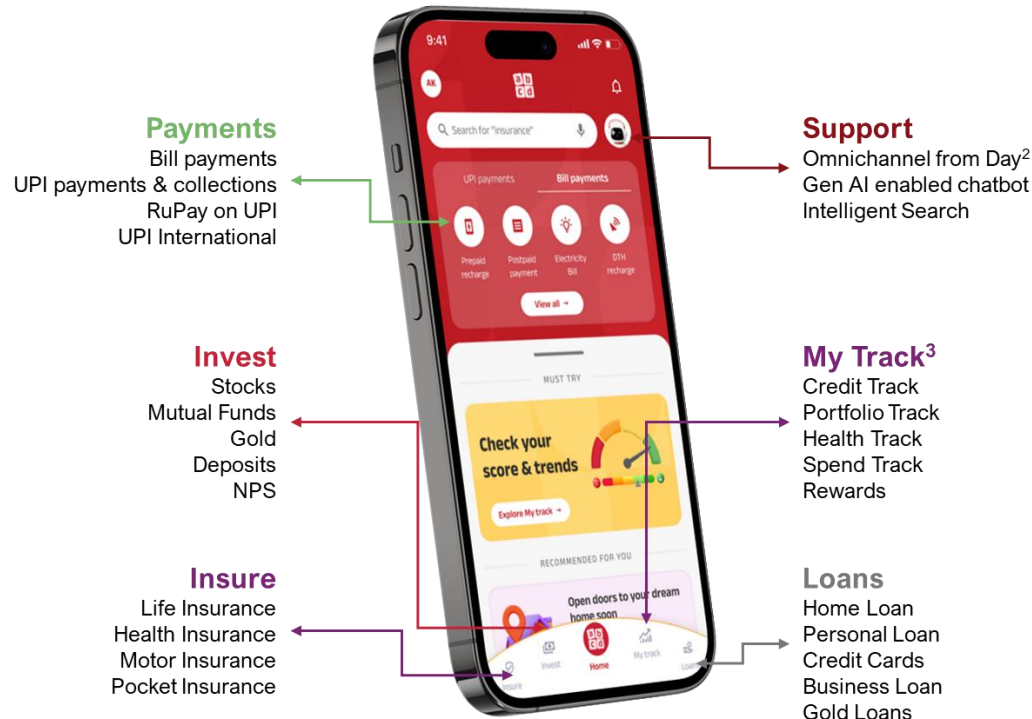 Payments
Bill payments
UPI payments & collections
RuPay on UPI
UPI International
Invest
Stocks
Mutual Funds
Gold
Deposits
NPS
Insure
Life Insurance
Health Insurance
Motor Insurance
Pocket Insurance
9:41
AK
a b
c d
Search for "insurance"
UPI payments
Bill payments
Prepaid recharge
Postpaid payment
Electricity Bill
DTH recharge
View all →
MUST TRY
Check your
score & trends
Explore My track →
RECOMMENDED FOR YOU
Open doors to your dream
home soon
Insure
Invest
a b
c d
Home
My track
Loans
Support
Omnichannel from Day²
Gen AI enabled chatbot
Intelligent Search
My Track³
Credit Track
Portfolio Track
Health Track
Spend Track
Rewards
Loans
Home Loan
Personal Loan
Credit Cards
Business Loan
Gold Loans